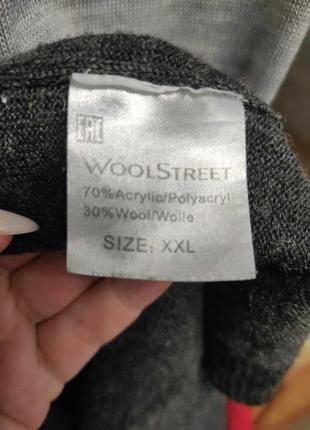 WOOLSTREET
70%Acrylic/Polyacryl
30%Wool/Wolle
SIZE: XXL